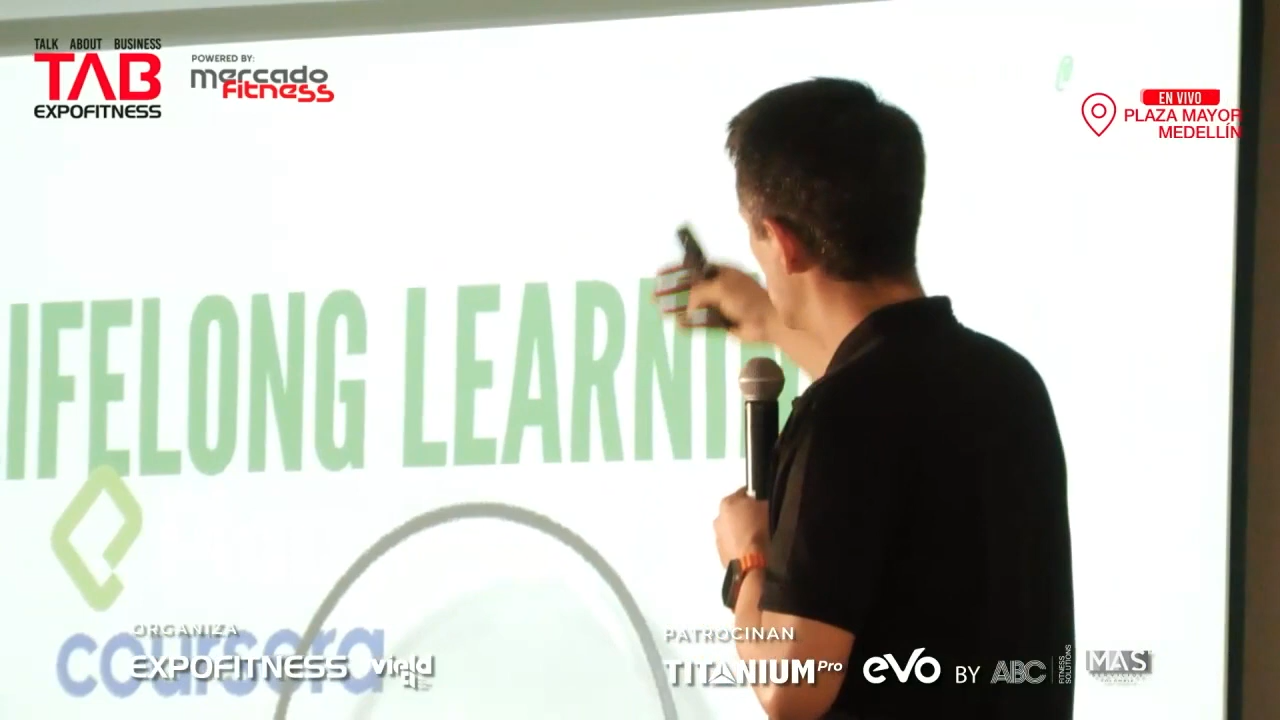 TALK ABOUT BUSINESS
TAB
EXPOFITNESS
POWERED BY:
mercado
fitness
EN VIVO
PLAZA MAYOR
MEDELLÍN
LIFELONG LEARNIN
coursera
ORGANIZA
EXPOFITNESS
PATROCINAN
TITANIUM Pro
evo BY ABC FITNESS SOLUTIONS
MAS